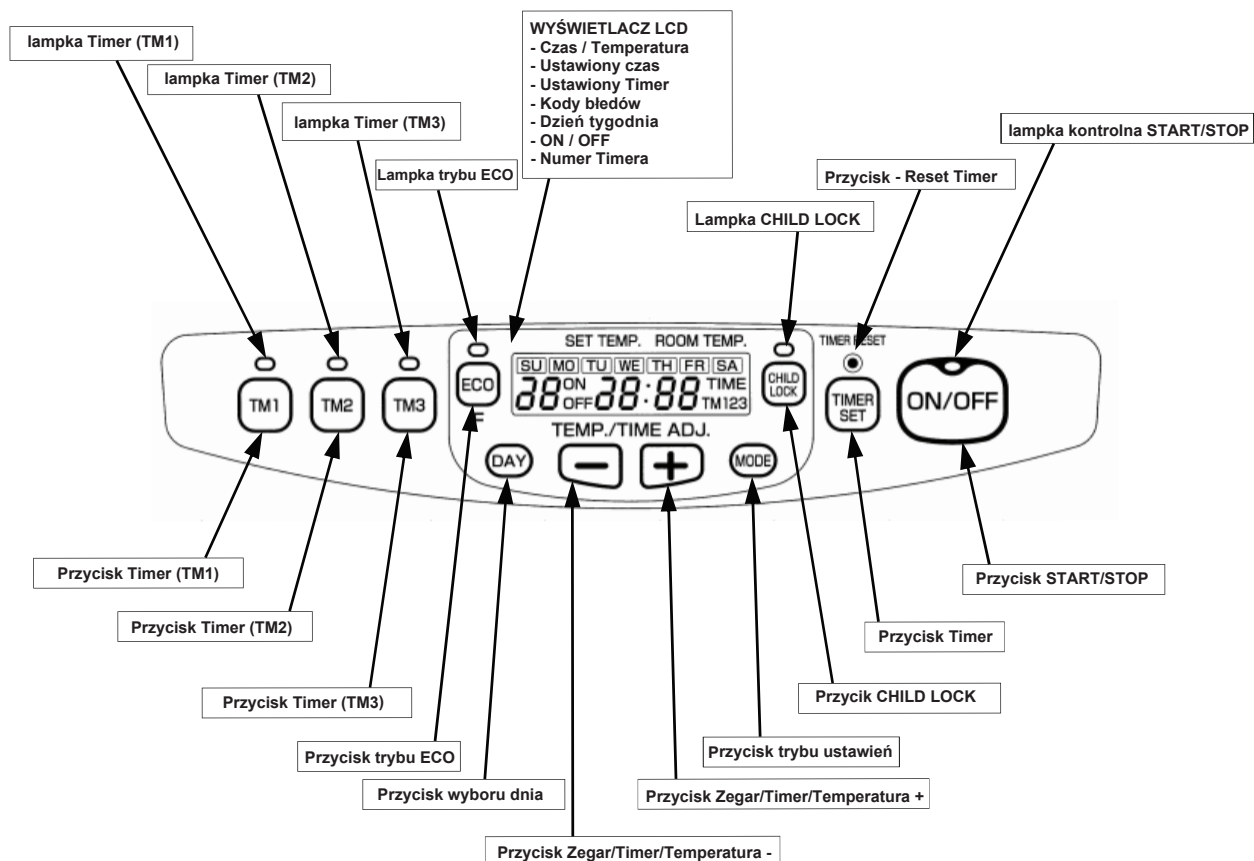 WYŚWIETLACZ LCD
- Czas / Temperatura
- Ustawiony czas
- Ustawiony Timer
- Kody błedów
- Dzień tygodnia
- ON / OFF
- Numer Timera
lampka Timer (TM1)
lampka Timer (TM2)
lampka Timer (TM3)
Lampka trybu ECO
lampka kontrolna START/STOP
Przycisk - Reset Timer
Lampka CHILD LOCK
SET TEMP. ROOM TEMP.
TIMER RESET
SU MO TU WE TH FR SA
88 ON 88:88 TIME
OFF TM123
TM1
TM2
TM3
ECO
F
CHILD
LOCK
TIMER
SET
ON/OFF
TEMP./TIME ADJ.
DAY
−
+
MODE
Przycisk Timer (TM1)
Przycisk START/STOP
Przycisk Timer (TM2)
Przycisk Timer
Przycisk Timer (TM3)
Przycik CHILD LOCK
Przycisk trybu ECO
Przycisk trybu ustawień
Przycisk wyboru dnia
Przycisk Zegar/Timer/Temperatura +
Przycisk Zegar/Timer/Temperatura -